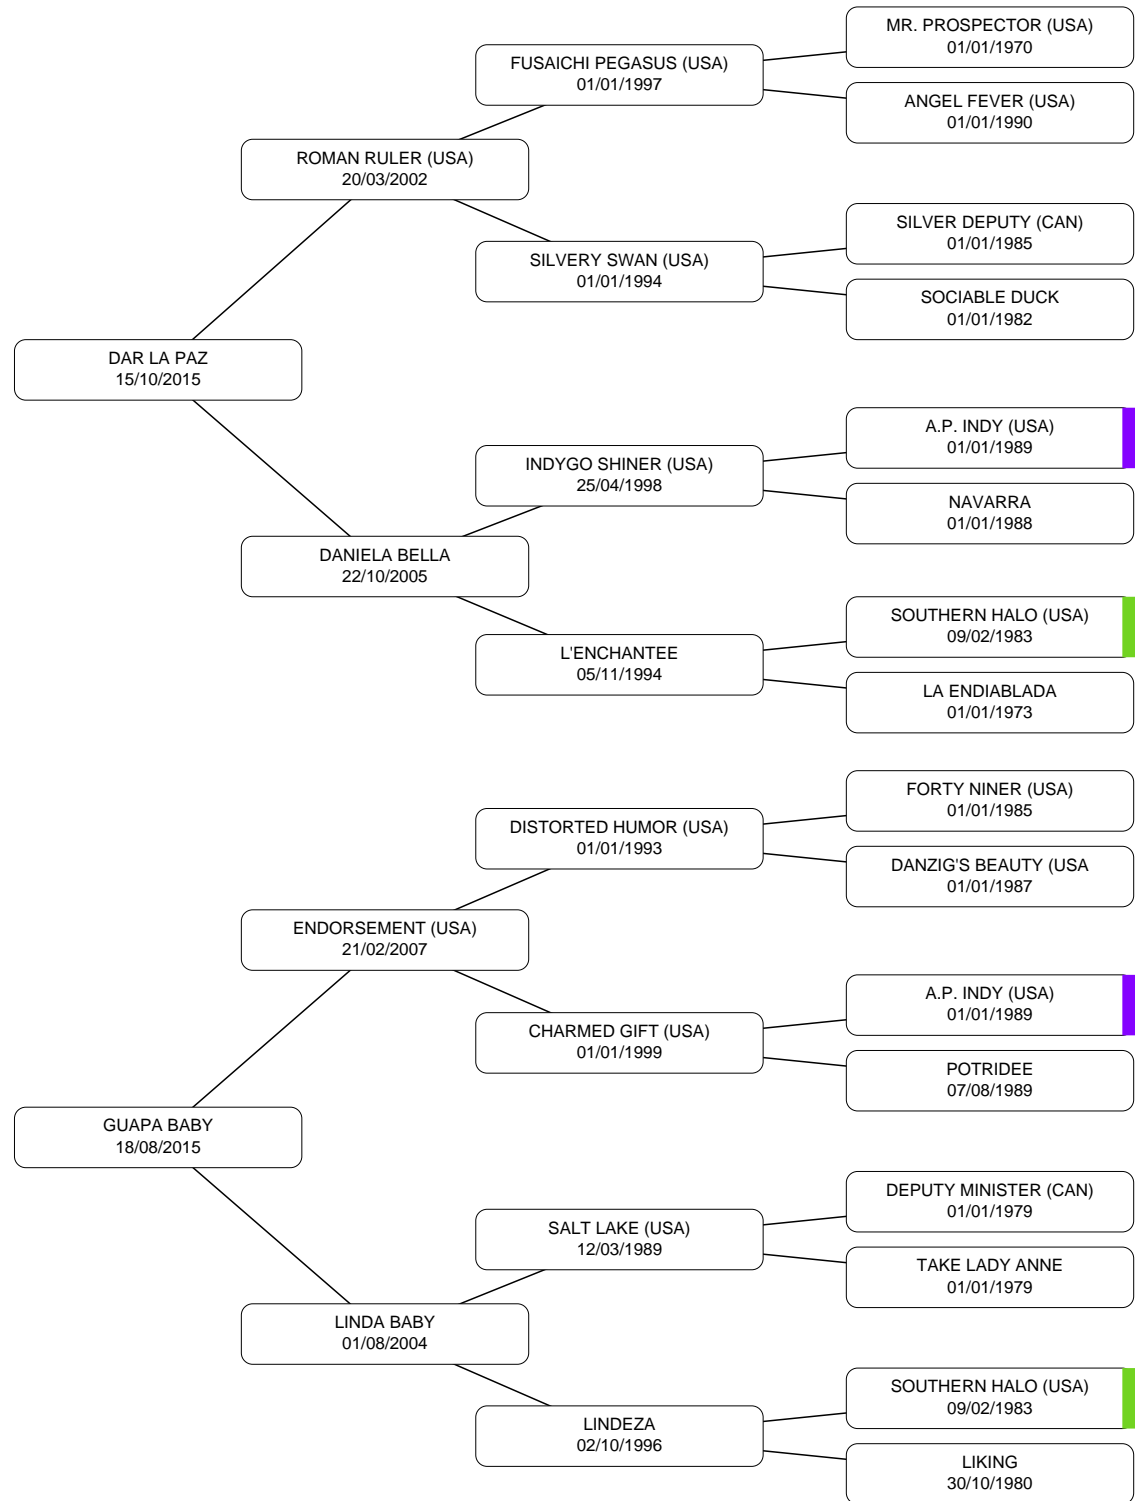 MR. PROSPECTOR (USA)
01/01/1970
FUSAICHI PEGASUS (USA)
01/01/1997
ANGEL FEVER (USA)
01/01/1990
ROMAN RULER (USA)
20/03/2002
SILVER DEPUTY (CAN)
01/01/1985
SILVERY SWAN (USA)
01/01/1994
SOCIABLE DUCK
01/01/1982
DAR LA PAZ
15/10/2015
A.P. INDY (USA)
01/01/1989
INDYGO SHINER (USA)
25/04/1998
NAVARRA
01/01/1988
DANIELA BELLA
22/10/2005
SOUTHERN HALO (USA)
09/02/1983
L'ENCHANTEE
05/11/1994
LA ENDIABLADA
01/01/1973
FORTY NINER (USA)
01/01/1985
DISTORTED HUMOR (USA)
01/01/1993
DANZIG'S BEAUTY (USA
01/01/1987
ENDORSEMENT (USA)
21/02/2007
A.P. INDY (USA)
01/01/1989
CHARMED GIFT (USA)
01/01/1999
POTRIDEE
07/08/1989
GUAPA BABY
18/08/2015
DEPUTY MINISTER (CAN)
01/01/1979
SALT LAKE (USA)
12/03/1989
TAKE LADY ANNE
01/01/1979
LINDA BABY
01/08/2004
SOUTHERN HALO (USA)
09/02/1983
LINDEZA
02/10/1996
LIKING
30/10/1980